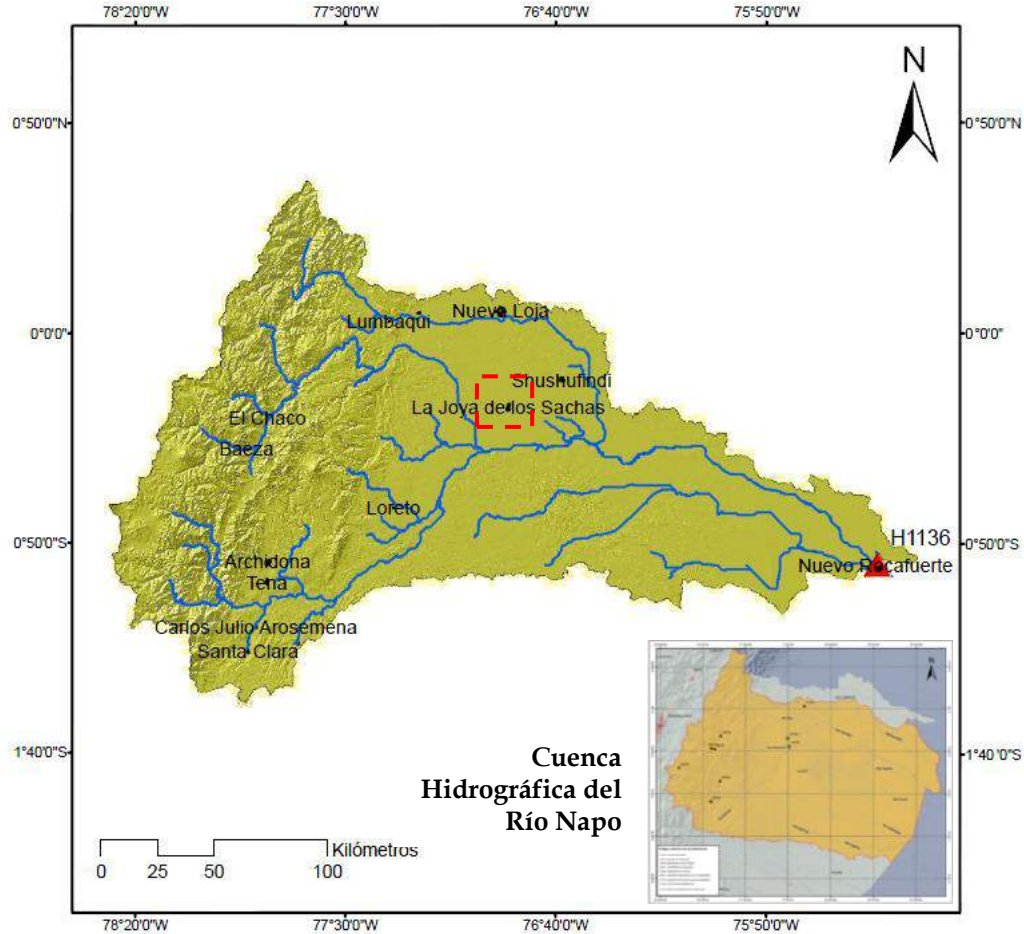 78°20'0"W 77°30'0"W 76°40'0"W 75°50'0"W
N
0°50'0"N 0°50'0"N
Lumbaqui Nuevo Loja
0°0'0" 0°0'0"
Shushufindi
La Joya de los Sachas
El Chaco
Baeza
Loreto
H1136
0°50'0"S 0°50'0"S
Archidona Nuevo Rocafuerte
Tena
Carlos Julio Arosemena
Santa Clara
N
1°40'0"S 1°40'0"S
Cuenca
Hidrográfica del
Río Napo
Kilómetros
0 25 50 100
78°20'0"W 77°30'0"W 76°40'0"W 75°50'0"W